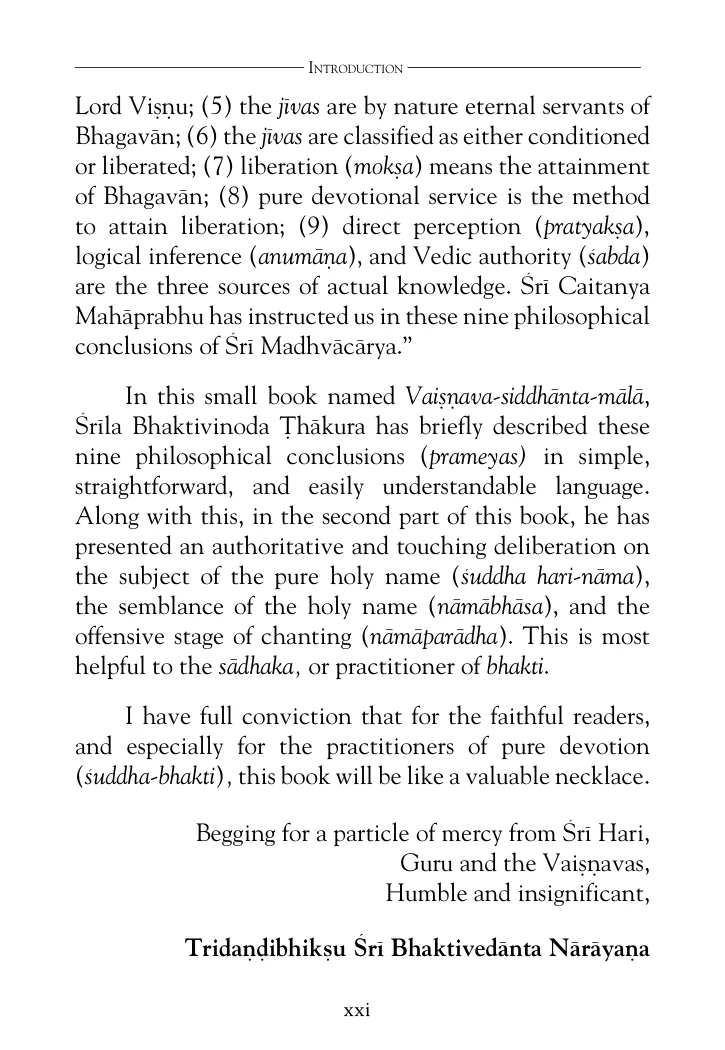 Introduction
Lord Viṣṇu; (5) the jīvas are by nature eternal servants of
Bhagavān; (6) the jīvas are classified as either conditioned
or liberated; (7) liberation (mokṣa) means the attainment
of Bhagavān; (8) pure devotional service is the method
to attain liberation; (9) direct perception (pratyakṣa),
logical inference (anumāṇa), and Vedic authority (śabda)
are the three sources of actual knowledge. Śrī Caitanya
Mahāprabhu has instructed us in these nine philosophical
conclusions of Śrī Madhvācārya.”
In this small book named Vaiṣṇava-siddhānta-mālā,
Śrīla Bhaktivinoda Ṭhākura has briefly described these
nine philosophical conclusions (prameyas) in simple,
straightforward, and easily understandable language.
Along with this, in the second part of this book, he has
presented an authoritative and touching deliberation on
the subject of the pure holy name (śuddha hari-nāma),
the semblance of the holy name (nāmābhāsa), and the
offensive stage of chanting (nāmāparādha). This is most
helpful to the sādhaka, or practitioner of bhakti.
I have full conviction that for the faithful readers,
and especially for the practitioners of pure devotion
(śuddha-bhakti), this book will be like a valuable necklace.
Begging for a particle of mercy from Śrī Hari,
Guru and the Vaiṣṇavas,
Humble and insignificant,
Tridaṇḍibhikṣu Śrī Bhaktivedānta Nārāyaṇa
xxi